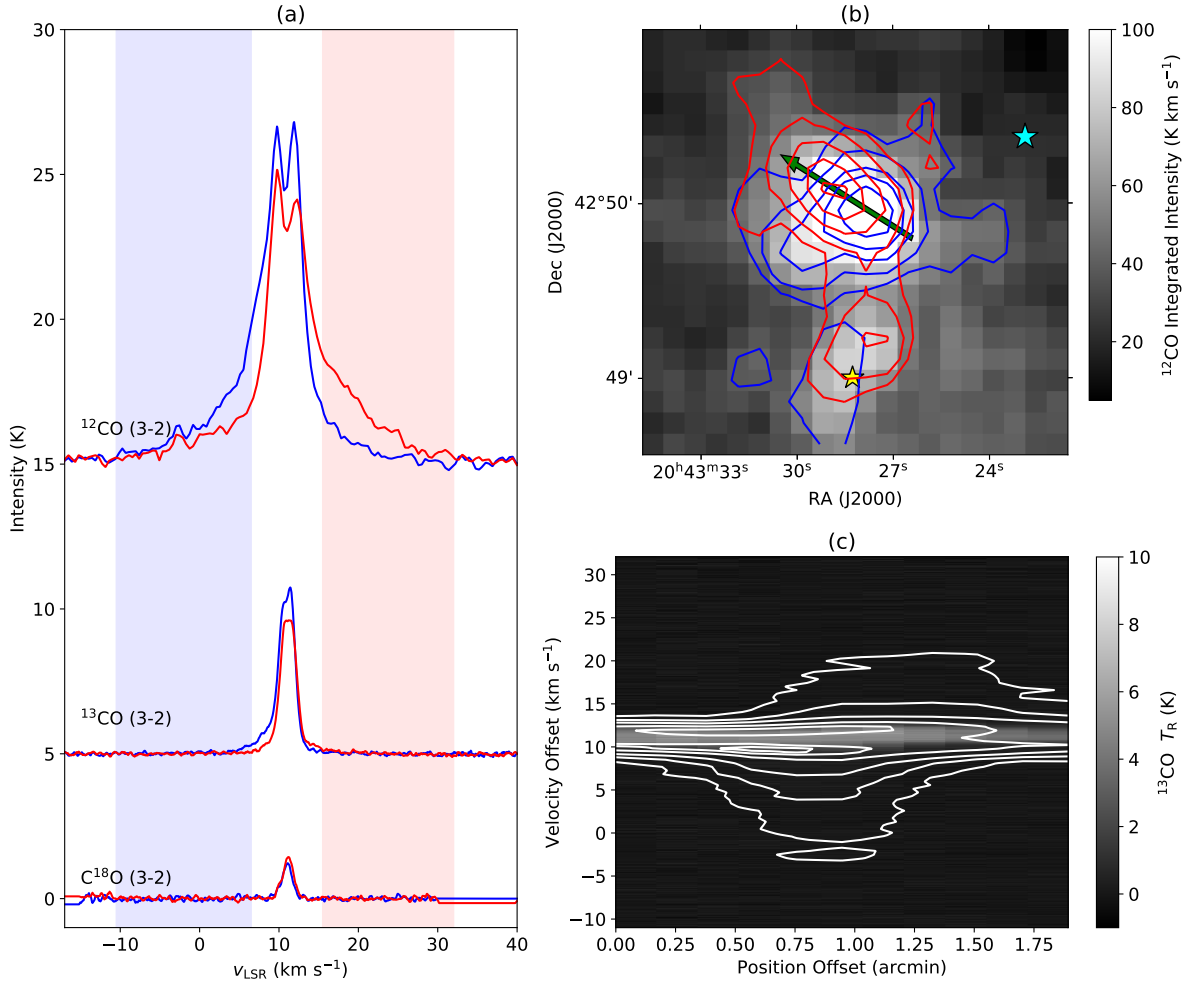 (a)
30
25
20
15
10
5
0
Intensity (K)
¹²CO (3-2)
¹³CO (3-2)
C¹⁸O (3-2)
−10 0 10 20 30 40
v_LSR (km s⁻¹)
(b)
42°50'
49'
Dec (J2000)
20ʰ43ᵐ33ˢ 30ˢ 27ˢ 24ˢ
RA (J2000)
100
80
60
40
20
¹²CO Integrated Intensity (K km s⁻¹)
(c)
30
25
20
15
10
5
0
−5
−10
Velocity Offset (km s⁻¹)
0.00 0.25 0.50 0.75 1.00 1.25 1.50 1.75
Position Offset (arcmin)
10
8
6
4
2
0
¹³CO T_R (K)